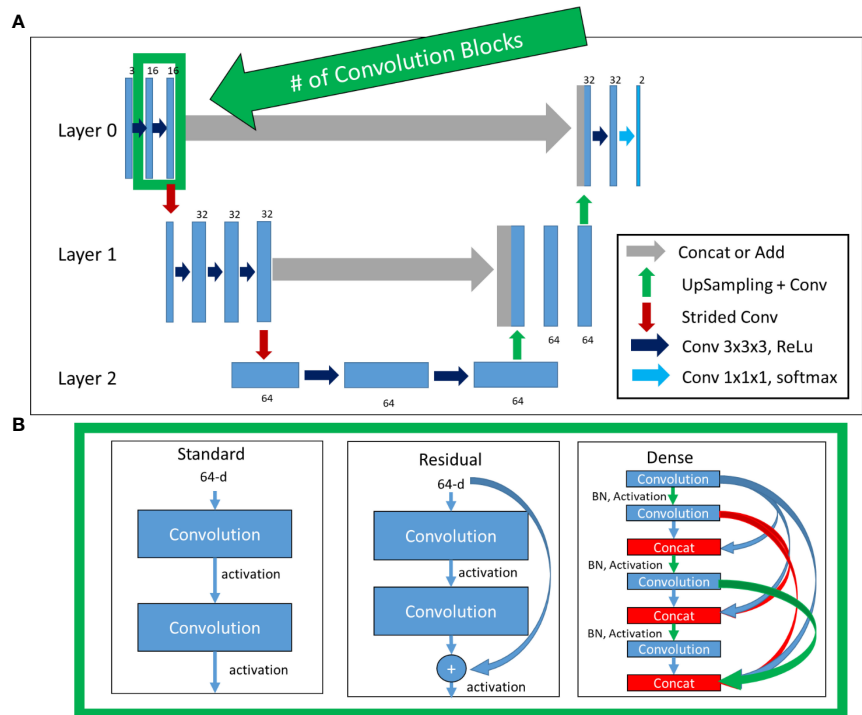 A
# of Convolution Blocks
3
16
16
32
32
2
Layer 0
32
32
32
Layer 1
64
64
Layer 2
64
64
64
Concat or Add
UpSampling + Conv
Strided Conv
Conv 3x3x3, ReLu
Conv 1x1x1, softmax
B
Standard
64-d
Convolution
activation
Convolution
activation
Residual
64-d
Convolution
activation
Convolution
+
activation
Dense
Convolution
BN, Activation
Convolution
Concat
BN, Activation
Convolution
Concat
BN, Activation
Convolution
Concat